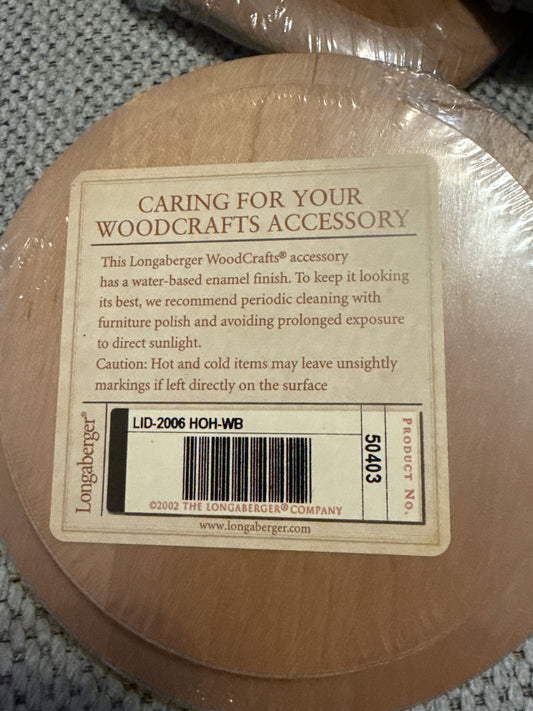 CARING FOR YOUR
WOODCRAFTS ACCESSORY
This Longaberger WoodCrafts® accessory
has a water-based enamel finish. To keep it looking
its best, we recommend periodic cleaning with
furniture polish and avoiding prolonged exposure
to direct sunlight.
Caution: Hot and cold items may leave unsightly
markings if left directly on the surface
Longaberger®
LID-2006 HOH-WB
50403
PRODUCT NO.
©2002 THE LONGABERGER® COMPANY
www.longaberger.com